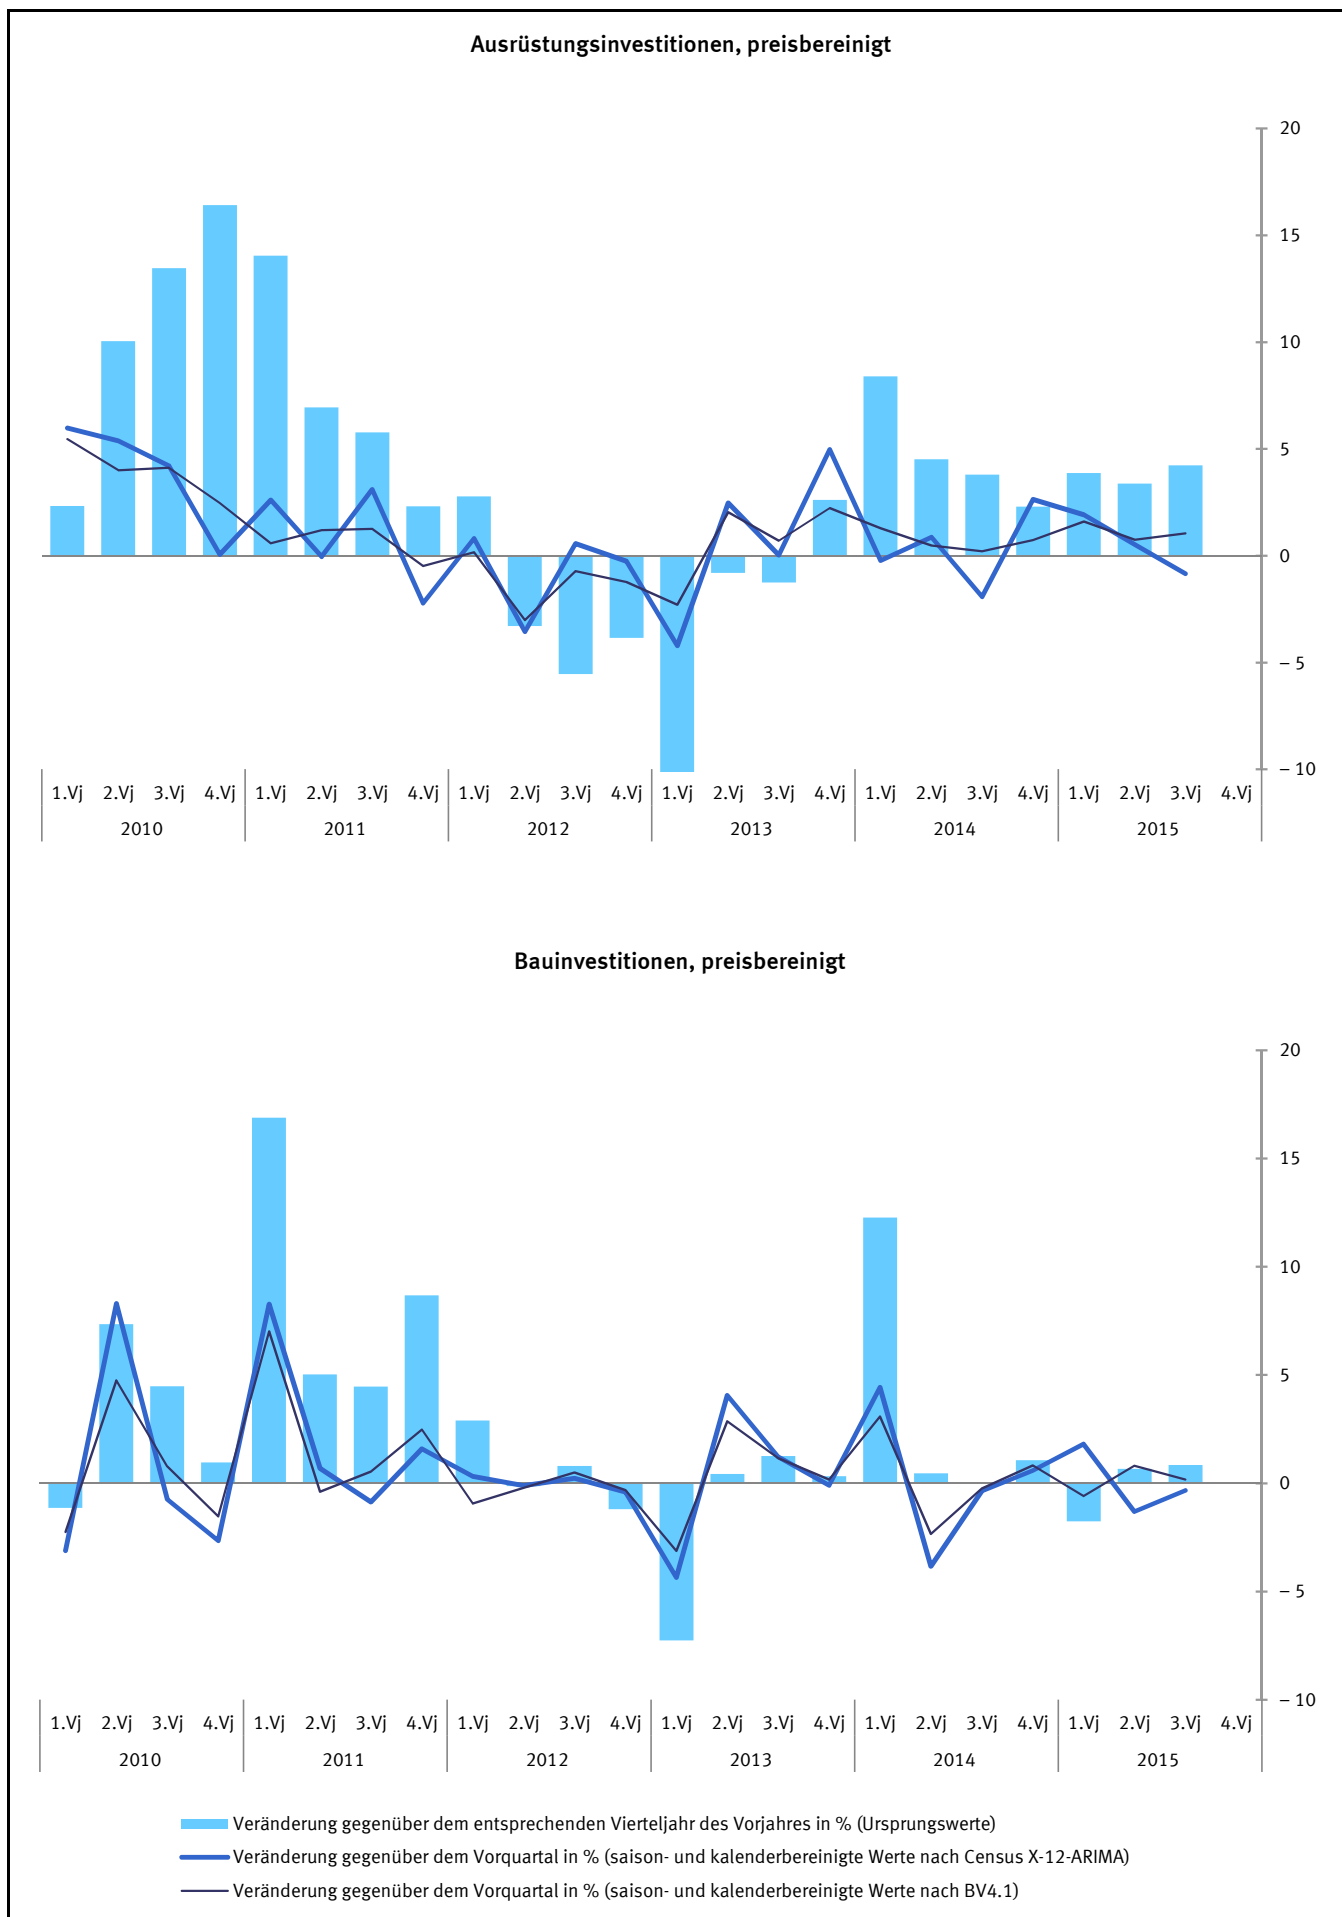 Ausrüstungsinvestitionen, preisbereinigt
20
15
10
5
0
– 5
– 10
1.Vj 2.Vj 3.Vj 4.Vj 1.Vj 2.Vj 3.Vj 4.Vj 1.Vj 2.Vj 3.Vj 4.Vj 1.Vj 2.Vj 3.Vj 4.Vj 1.Vj 2.Vj 3.Vj 4.Vj 1.Vj 2.Vj 3.Vj 4.Vj
2010 2011 2012 2013 2014 2015
Bauinvestitionen, preisbereinigt
20
15
10
5
0
– 5
– 10
1.Vj 2.Vj 3.Vj 4.Vj 1.Vj 2.Vj 3.Vj 4.Vj 1.Vj 2.Vj 3.Vj 4.Vj 1.Vj 2.Vj 3.Vj 4.Vj 1.Vj 2.Vj 3.Vj 4.Vj 1.Vj 2.Vj 3.Vj 4.Vj
2010 2011 2012 2013 2014 2015
Veränderung gegenüber dem entsprechenden Vierteljahr des Vorjahres in % (Ursprungswerte)
Veränderung gegenüber dem Vorquartal in % (saison- und kalenderbereinigte Werte nach Census X-12-ARIMA)
Veränderung gegenüber dem Vorquartal in % (saison- und kalenderbereinigte Werte nach BV4.1)